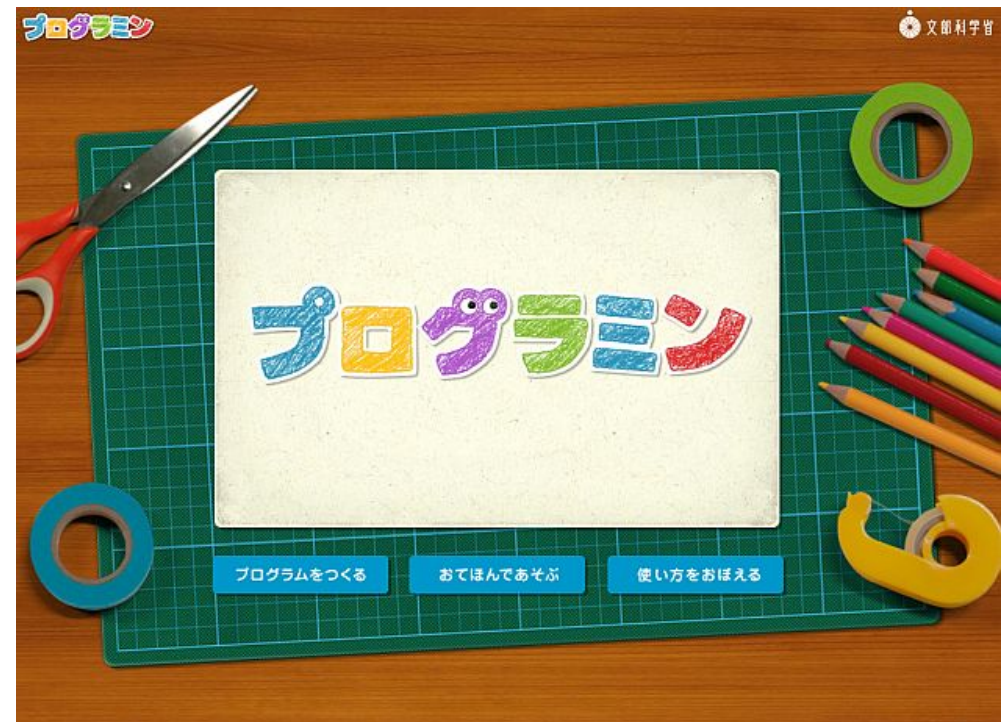 プログラミン
文部科学省
プログラミン
プログラムをつくる
おてほんであそぶ
使い方をおぼえる